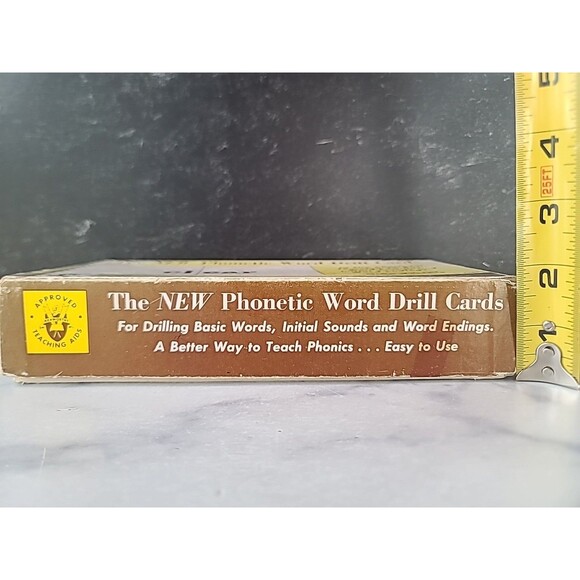 The NEW Phonetic Word Drill Cards
For Drilling Basic Words, Initial Sounds and Word Endings.
A Better Way to Teach Phonics . . . Easy to Use
APPROVED
TEACHING AIDS
5
4
25FT
3
2
1